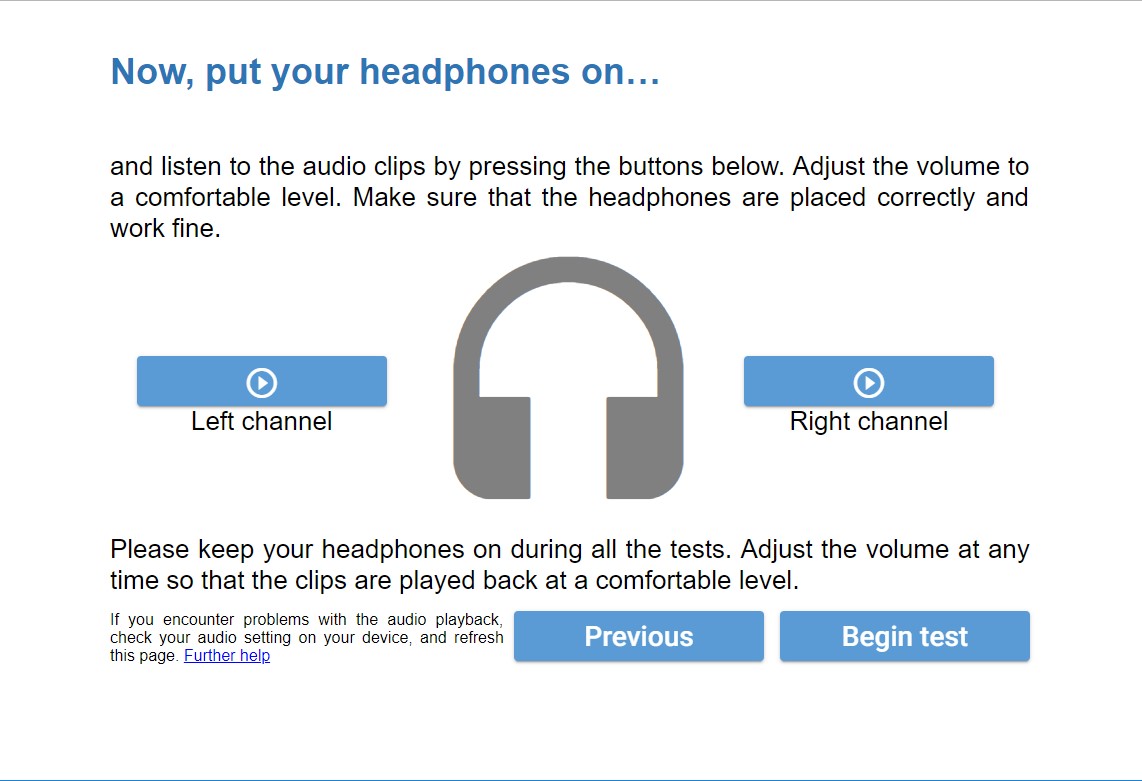 Now, put your headphones on…
and listen to the audio clips by pressing the buttons below. Adjust the volume to
a comfortable level. Make sure that the headphones are placed correctly and
work fine.
Left channel
Right channel
Please keep your headphones on during all the tests. Adjust the volume at any
time so that the clips are played back at a comfortable level.
If you encounter problems with the audio playback,
check your audio setting on your device, and refresh
this page. Further help
Previous
Begin test